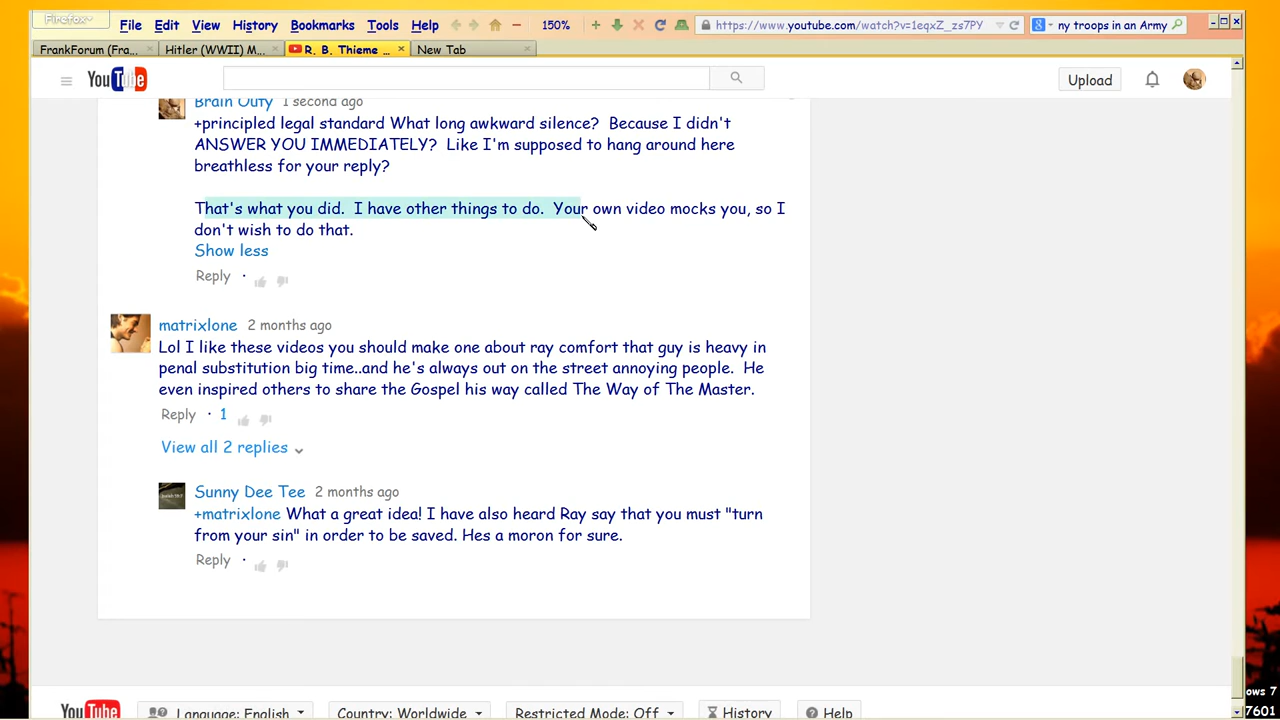 Firefox
File Edit View History Bookmarks Tools Help 150% https://www.youtube.com/watch?v=1eqxZ_zs7PY ny troops in an Army
FrankForum (Fra... Hitler (WWII) M... R. B. Thieme ... New Tab
YouTube Upload
Brain Outy 1 second ago
+principled legal standard What long awkward silence? Because I didn't
ANSWER YOU IMMEDIATELY? Like I'm supposed to hang around here
breathless for your reply?
That's what you did. I have other things to do. Your own video mocks you, so I
don't wish to do that.
Show less
Reply ·
matrixlone 2 months ago
Lol I like these videos you should make one about ray comfort that guy is heavy in
penal substitution big time..and he's always out on the street annoying people. He
even inspired others to share the Gospel his way called The Way of The Master.
Reply · 1
View all 2 replies
Sunny Dee Tee 2 months ago
+matrixlone What a great idea! I have also heard Ray say that you must "turn
from your sin" in order to be saved. Hes a moron for sure.
Reply ·
ows 7
7601
YouTube Language: English Country: Worldwide Restricted Mode: Off History Help